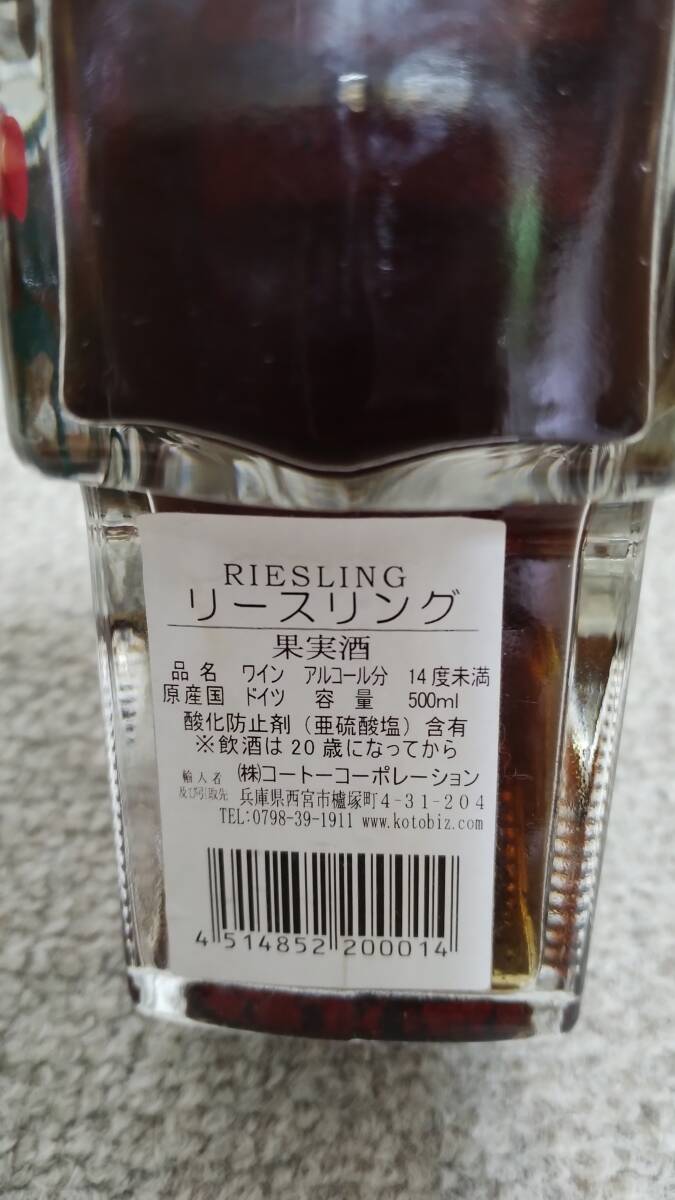 RIESLING
リースリング
果実酒
品名 ワイン アルコール分 14度未満
原産国 ドイツ 容量 500ml
酸化防止剤（亜硫酸塩）含有
※飲酒は20歳になってから
輸入者 ㈱コートーコーポレーション
及び引取先 兵庫県西宮市櫨塚町4-31-204
TEL:0798-39-1911 www.kotobiz.com
4 514852 200014